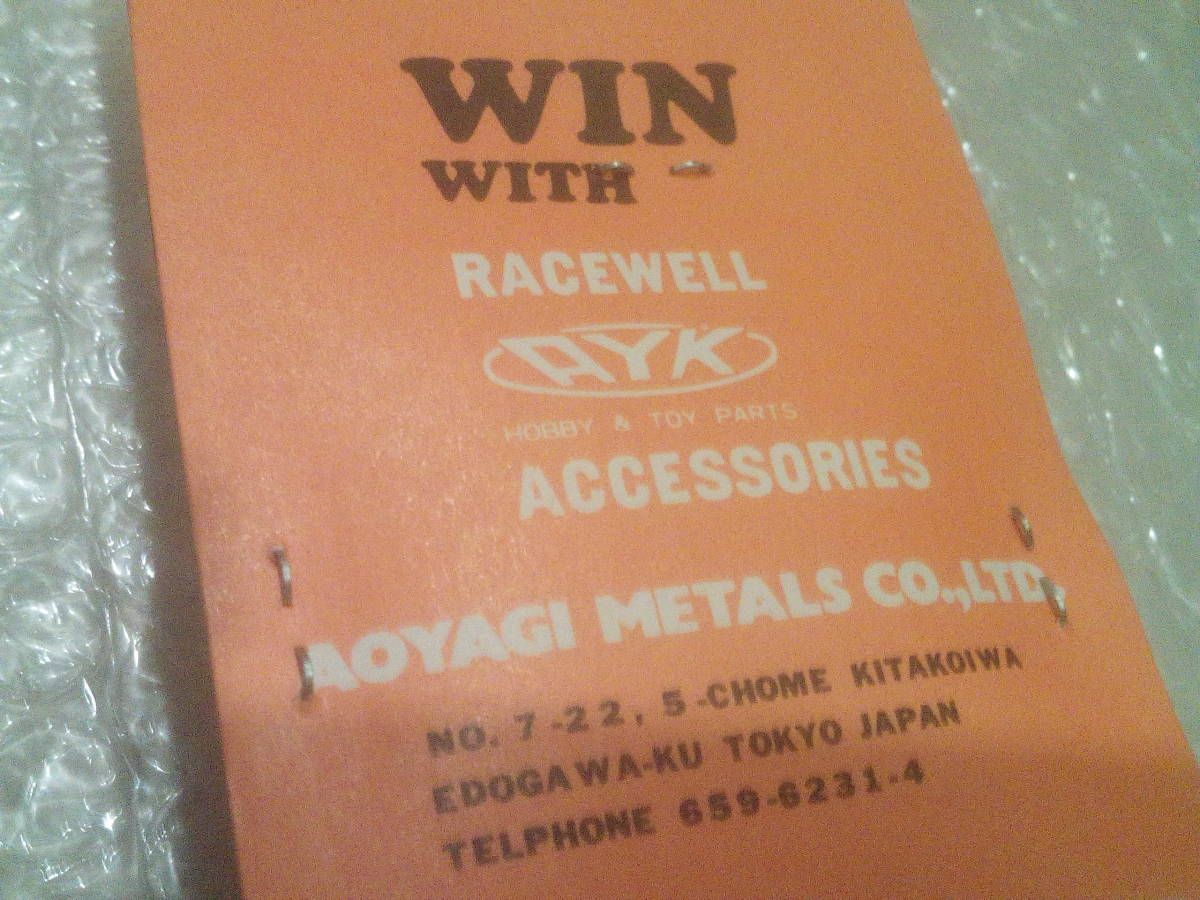 WIN
WITH
RACEWELL
AYK
HOBBY & TOY PARTS
ACCESSORIES
AOYAGI METALS CO.,LTD.
NO. 7-22, 5-CHOME KITAKOIWA
EDOGAWA-KU TOKYO JAPAN
TELPHONE 659-6231-4